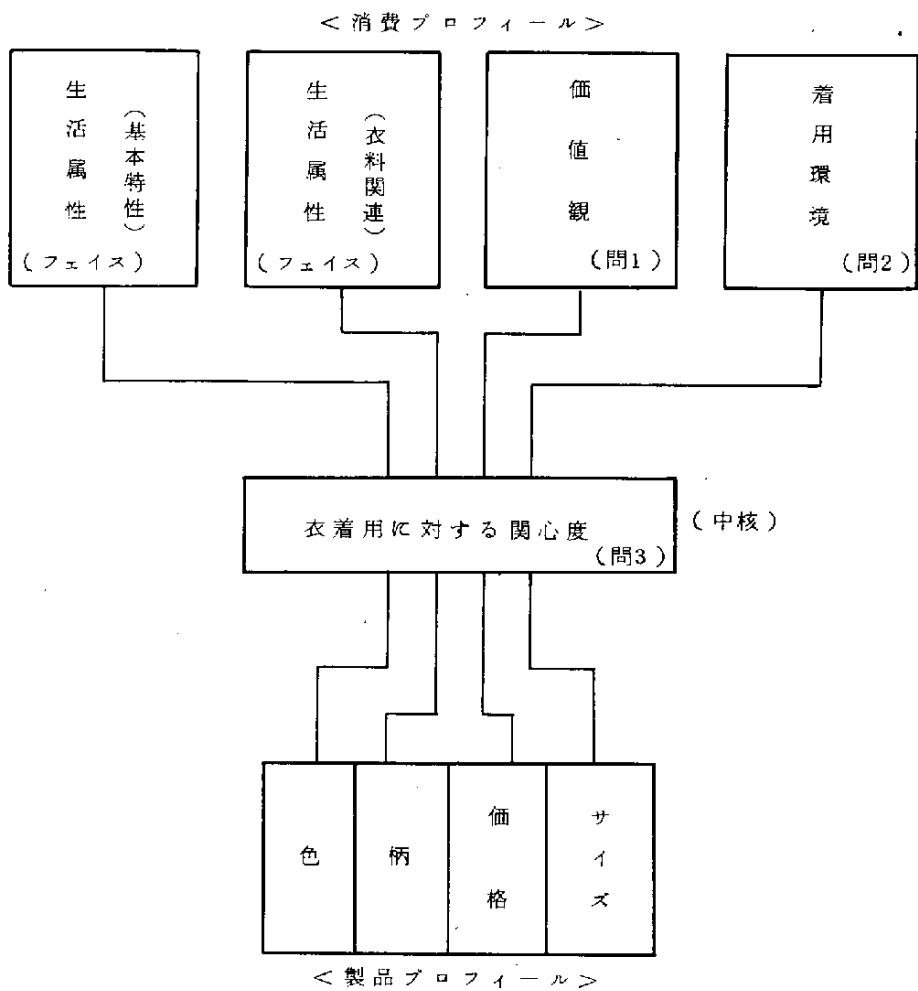 ＜消費プロフィール＞
生活属性
（基本特性）
（フェイス）
生活属性
（衣料関連）
（フェイス）
価値観
（問1）
着用環境
（問2）
衣着用に対する関心度
（問3）
（中核）
色
柄
価格
サイズ
＜製品プロフィール＞